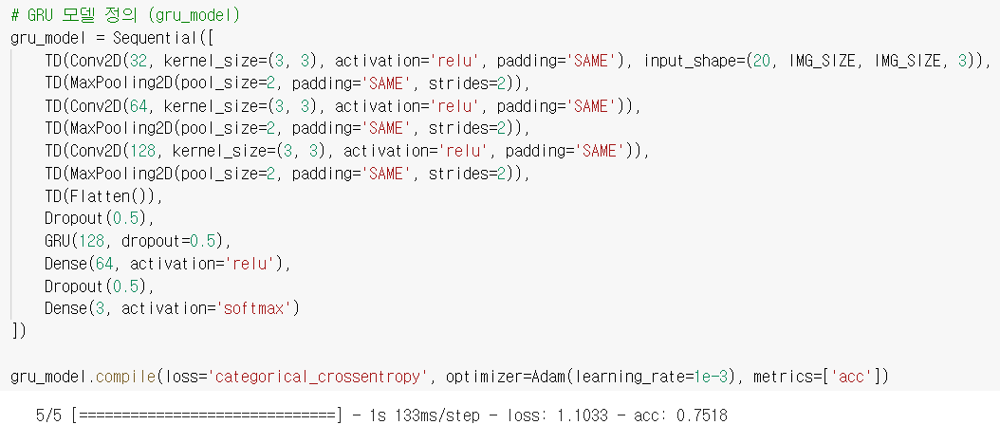 # GRU 모델 정의 (gru_model)
gru_model = Sequential([
    TD(Conv2D(32, kernel_size=(3, 3), activation='relu', padding='SAME'), input_shape=(20, IMG_SIZE, IMG_SIZE, 3)),
    TD(MaxPooling2D(pool_size=2, padding='SAME', strides=2)),
    TD(Conv2D(64, kernel_size=(3, 3), activation='relu', padding='SAME')),
    TD(MaxPooling2D(pool_size=2, padding='SAME', strides=2)),
    TD(Conv2D(128, kernel_size=(3, 3), activation='relu', padding='SAME')),
    TD(MaxPooling2D(pool_size=2, padding='SAME', strides=2)),
    TD(Flatten()),
    Dropout(0.5),
    GRU(128, dropout=0.5),
    Dense(64, activation='relu'),
    Dropout(0.5),
    Dense(3, activation='softmax')
])
gru_model.compile(loss='categorical_crossentropy', optimizer=Adam(learning_rate=1e-3), metrics=['acc'])
5/5 [==============================] - 1s 133ms/step - loss: 1.1033 - acc: 0.7518